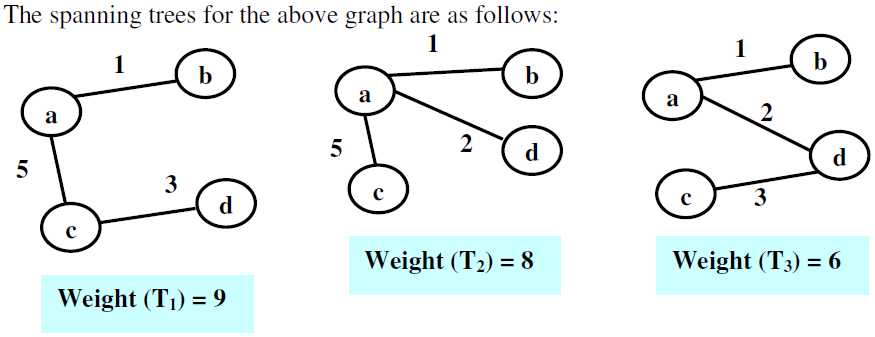 The spanning trees for the above graph are as follows:
1
b
a
5
3
d
c
Weight (T₁) = 9
1
b
a
5
2
d
c
Weight (T₂) = 8
1
b
a
2
d
c
3
Weight (T₃) = 6